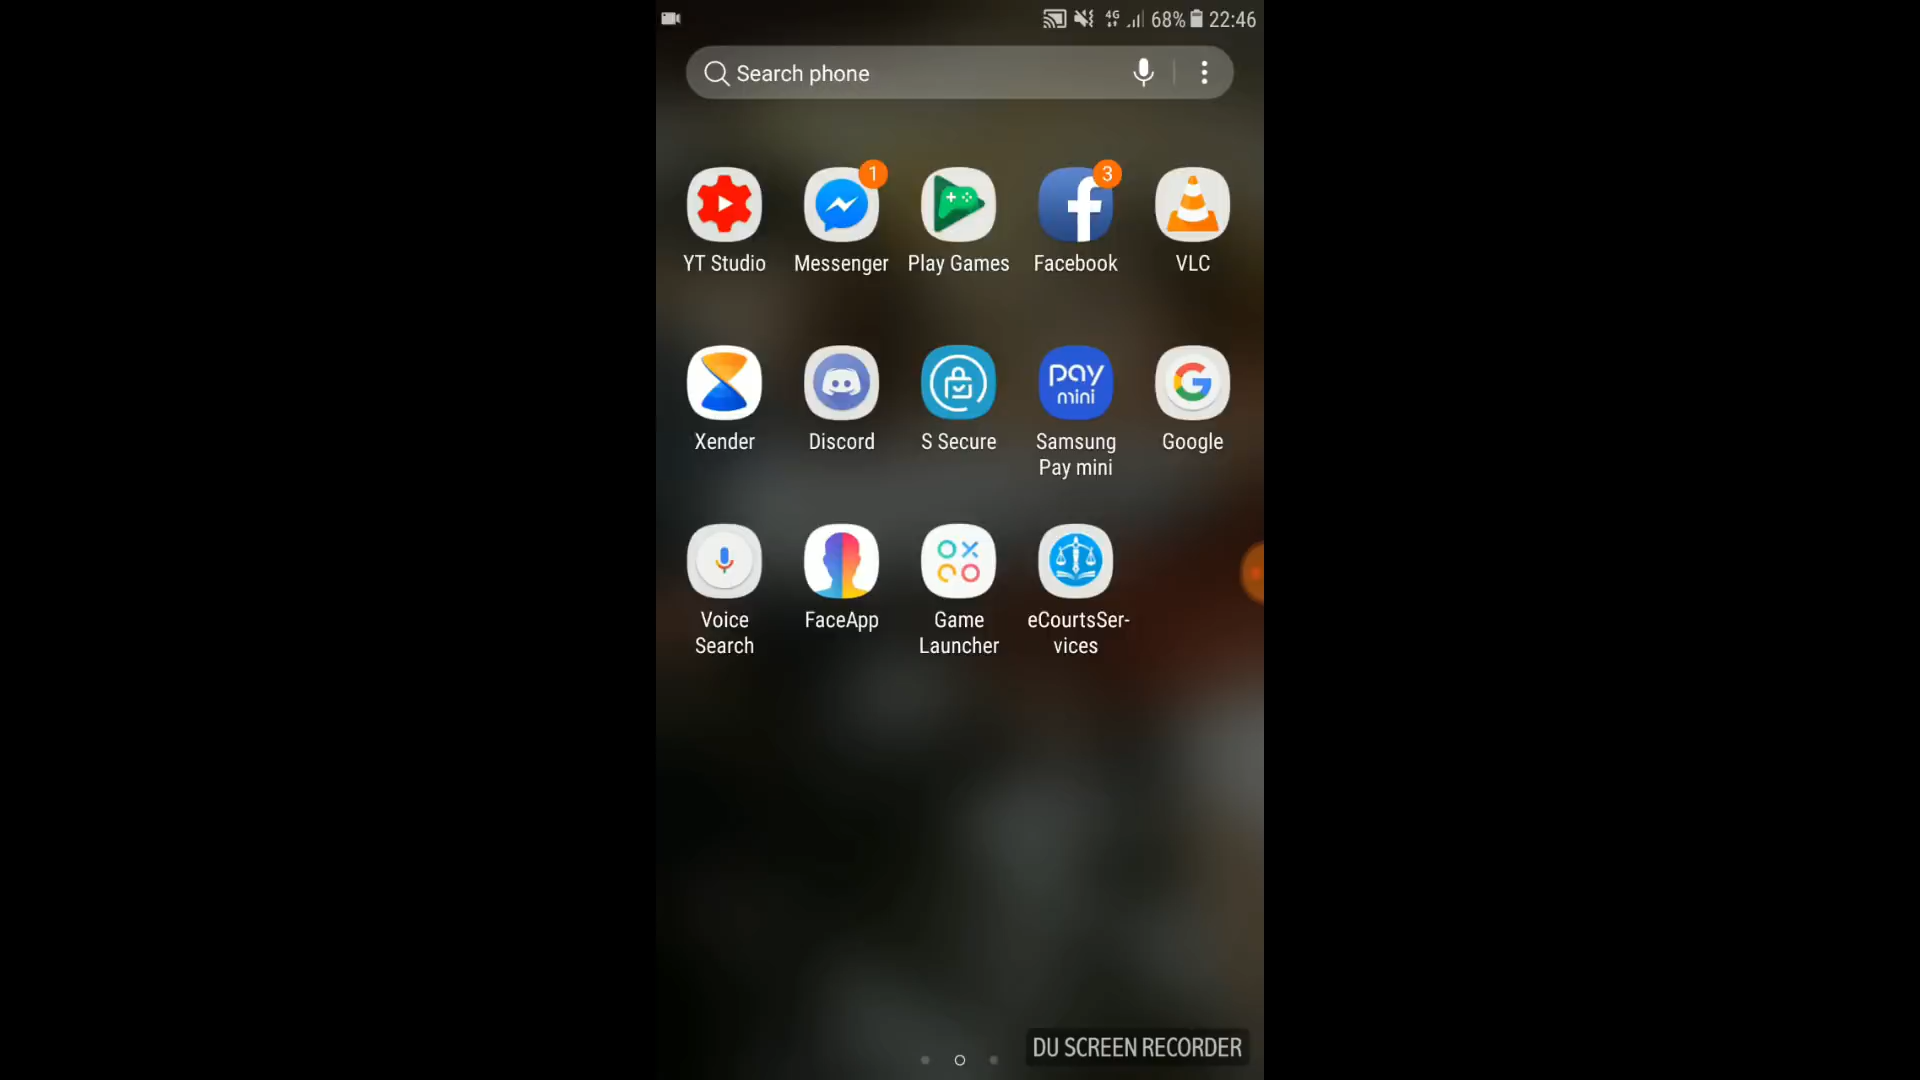 4G 68% 22:46
Search phone
1
3
YT Studio Messenger Play Games Facebook VLC
pay
mini
Xender Discord S Secure Samsung Google
Pay mini
Voice FaceApp Game eCourtsSer-
Search Launcher vices
DU SCREEN RECORDER